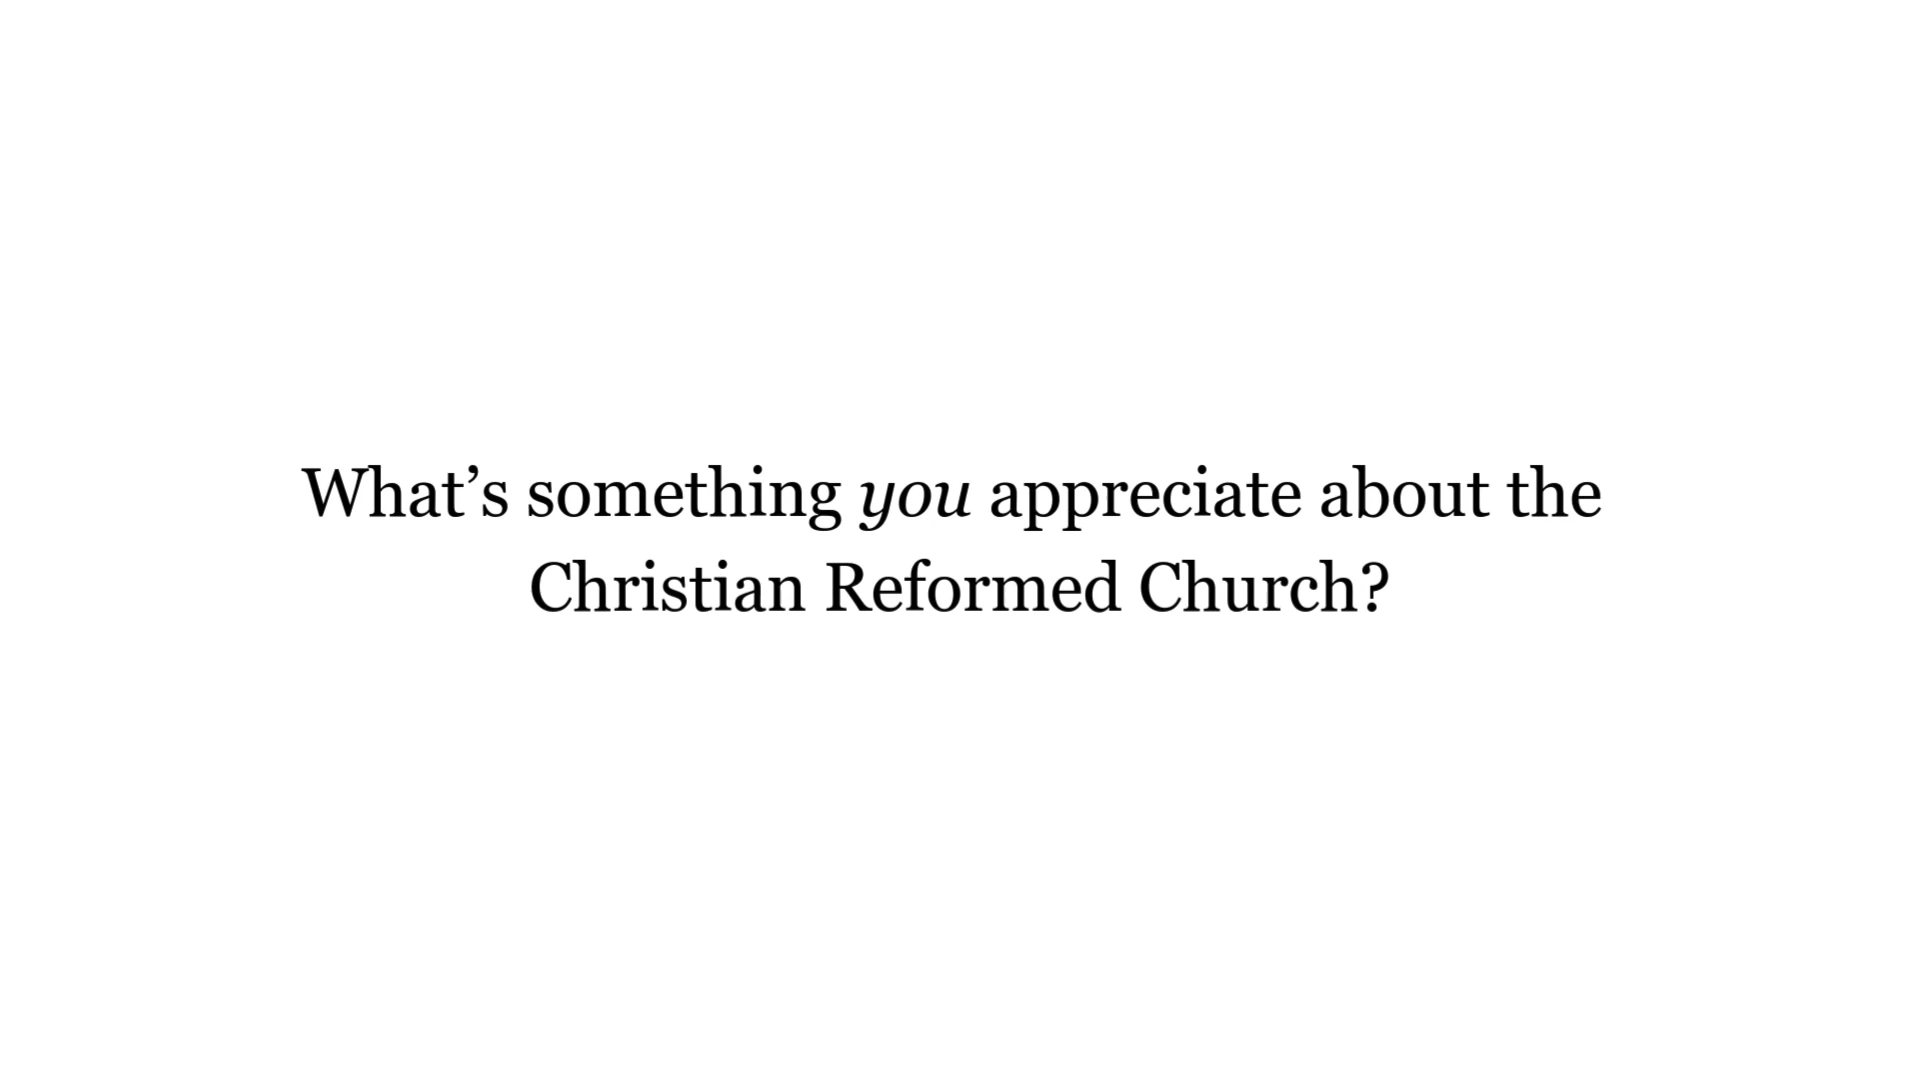 What’s something you appreciate about the
Christian Reformed Church?